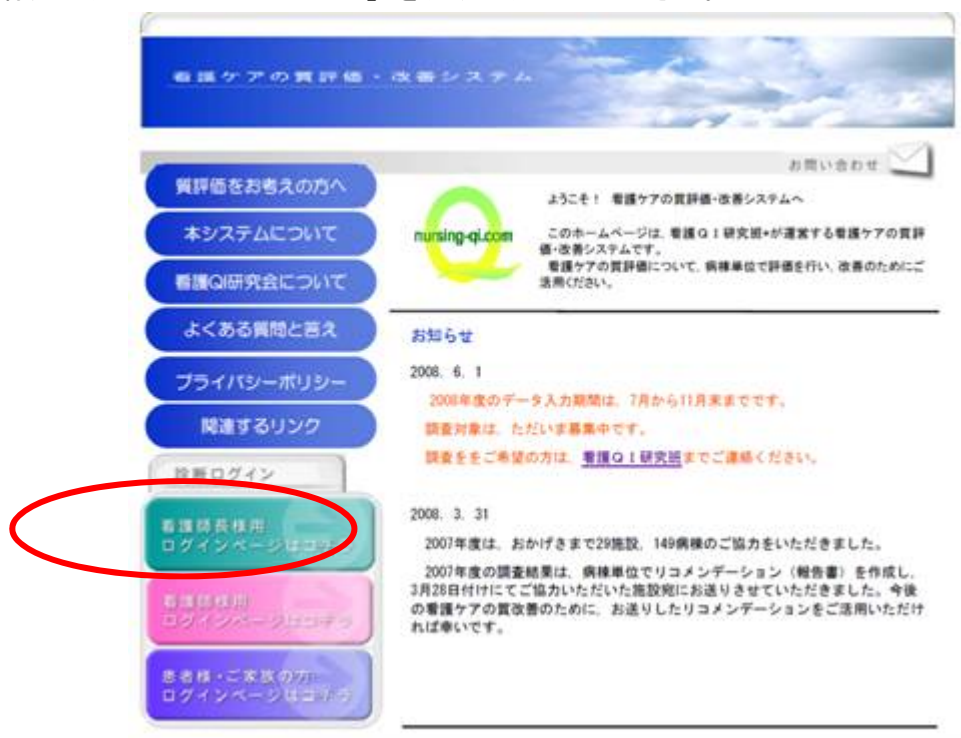 看護ケアの質評価・改善システム
お問い合わせ
質評価をお考えの方へ
本システムについて
看護QI研究会について
よくある質問と答え
プライバシーポリシー
関連するリンク
診断ログイン
看護師長様用
ログインページはコチラ
看護師様用
ログインページはコチラ
患者様・ご家族の方
ログインページはコチラ
nursing-qi.com
ようこそ! 看護ケアの質評価・改善システムへ
このホームページは、看護QI研究班*が運営する看護ケアの質評
価・改善システムです。
看護ケアの質評価について、病棟単位で評価を行い、改善のためにご
活用ください。
お知らせ
2008. 6. 1
2008年度のデータ入力期間は、7月から11月末までです。
調査対象は、ただいま募集中です。
調査ををご希望の方は、看護QI研究班までご連絡ください。
2008. 3. 31
2007年度は、おかげさまで29施設、149病棟のご協力をいただきました。
2007年度の調査結果は、病棟単位でリコメンデーション(報告書)を作成し、
3月28日付けにてご協力いただいた施設宛にお送りさせていただきました。今後
の看護ケアの質改善のために、お送りしたリコメンデーションをご活用いただけ
れば幸いです。